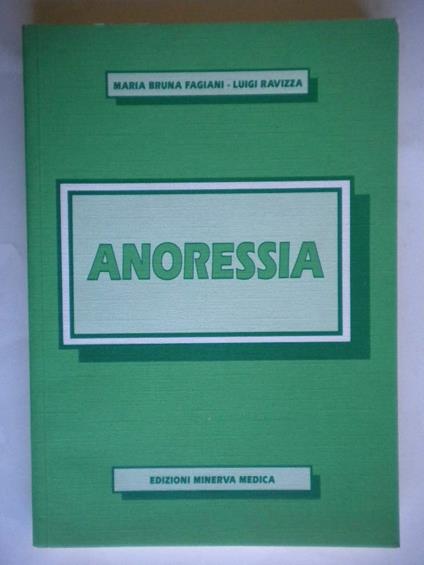 MARIA BRUNA FAGIANI - LUIGI RAVIZZA
ANORESSIA
EDIZIONI MINERVA MEDICA